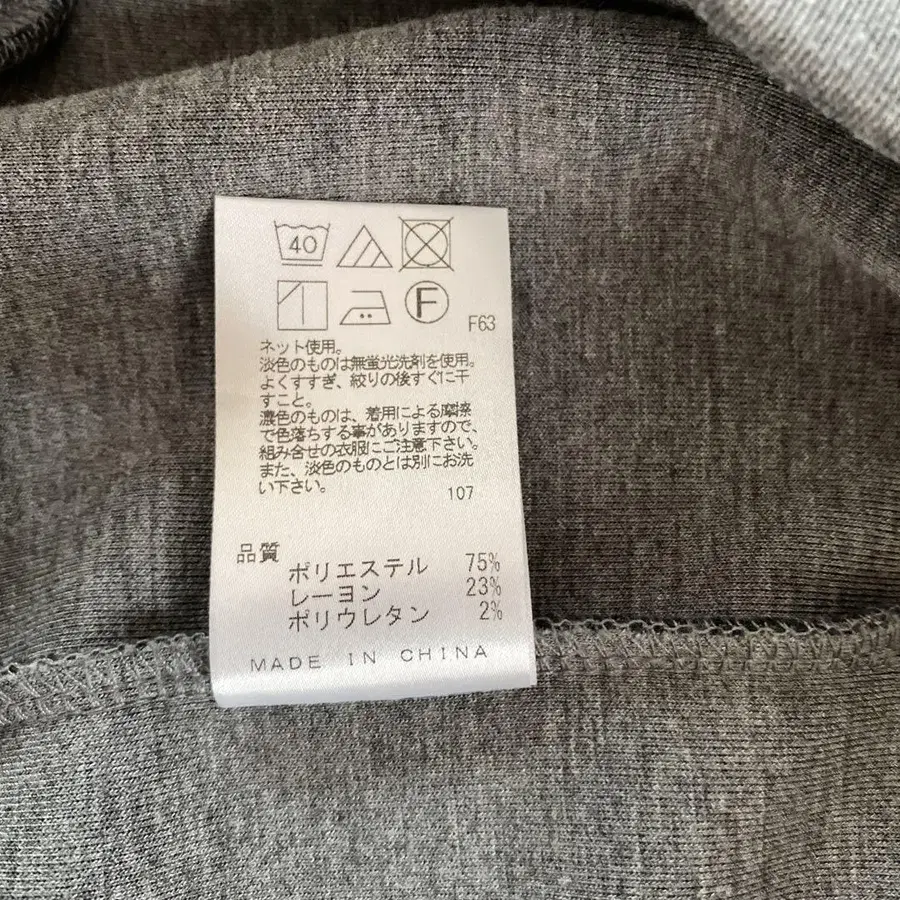 40
F
F63
ネット使用。
淡色のものは無蛍光洗剤を使用。
よくすすぎ、絞りの後すぐに干
すこと。
濃色のものは、着用による摩擦
で色落ちする事がありますので、
組み合せの衣服にご注意下さい。
また、淡色のものとは別にお洗
い下さい。
107
品質
ポリエステル 75%
レーヨン 23%
ポリウレタン 2%
MADE IN CHINA